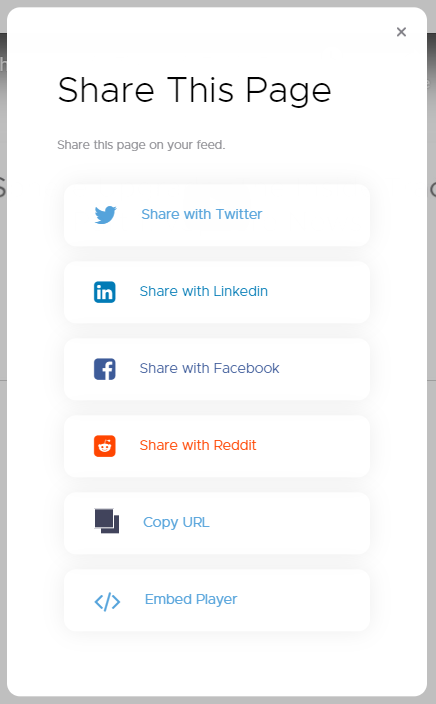 Share This Page
Share this page on your feed.
Share with Twitter
Share with Linkedin
Share with Facebook
Share with Reddit
Copy URL
Embed Player